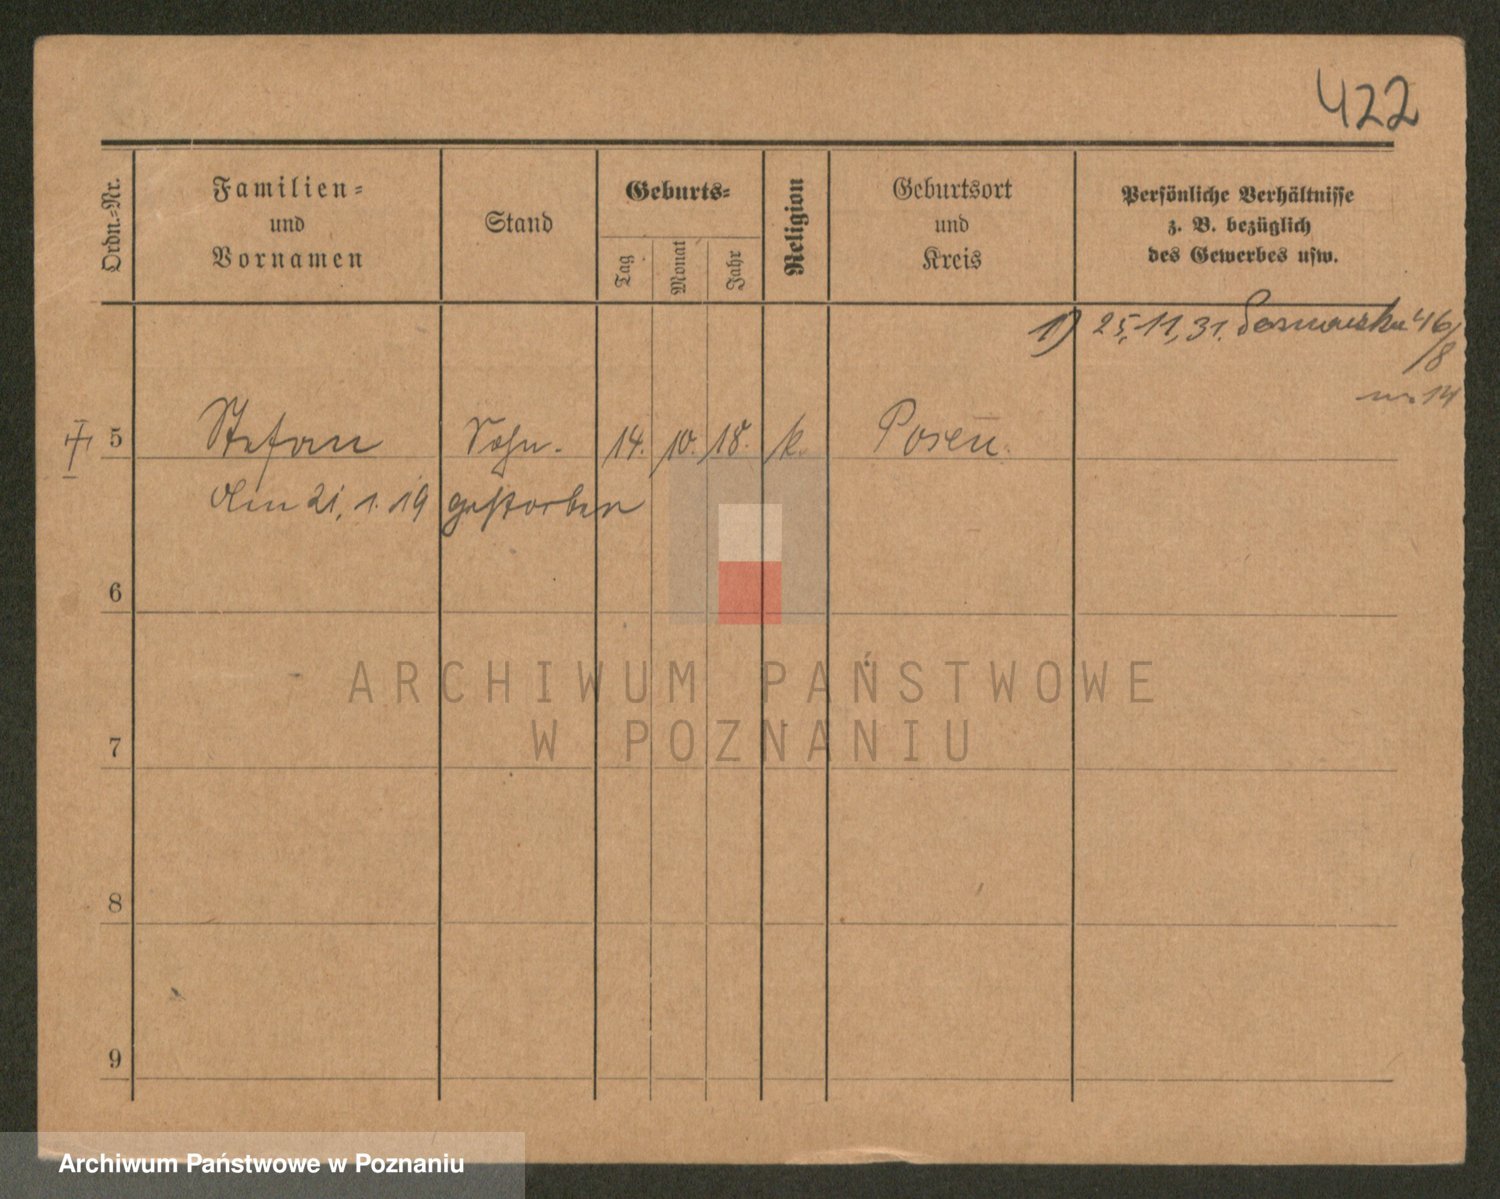 422
Ordn.-Nr.
Familien-
und
Vornamen
Stand
Geburts-
Tag
Monat
Jahr
Religion
Geburtsort
und
Kreis
Persönliche Verhältnisse
z. B. bezüglich
des Gewerbes usw.
1) 25,11,31. 46/8
14
5 Stefan Sohn. 14. 10. 18. k. Posen.
Am 21. 1. 19 gestorben
6
7
8
9
ARCHIWUM PAŃSTWOWE
W POZNANIU
Archiwum Państwowe w Poznaniu